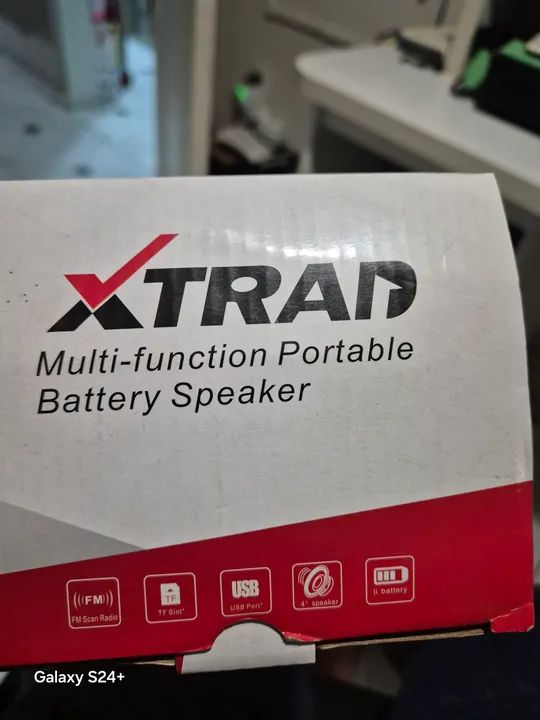 XTRAD
Multi-function Portable
Battery Speaker
((FM))
FM Scan Radio
TF
TF Slot*
USB
USB Port*
4" speaker
li battery
Galaxy S24+